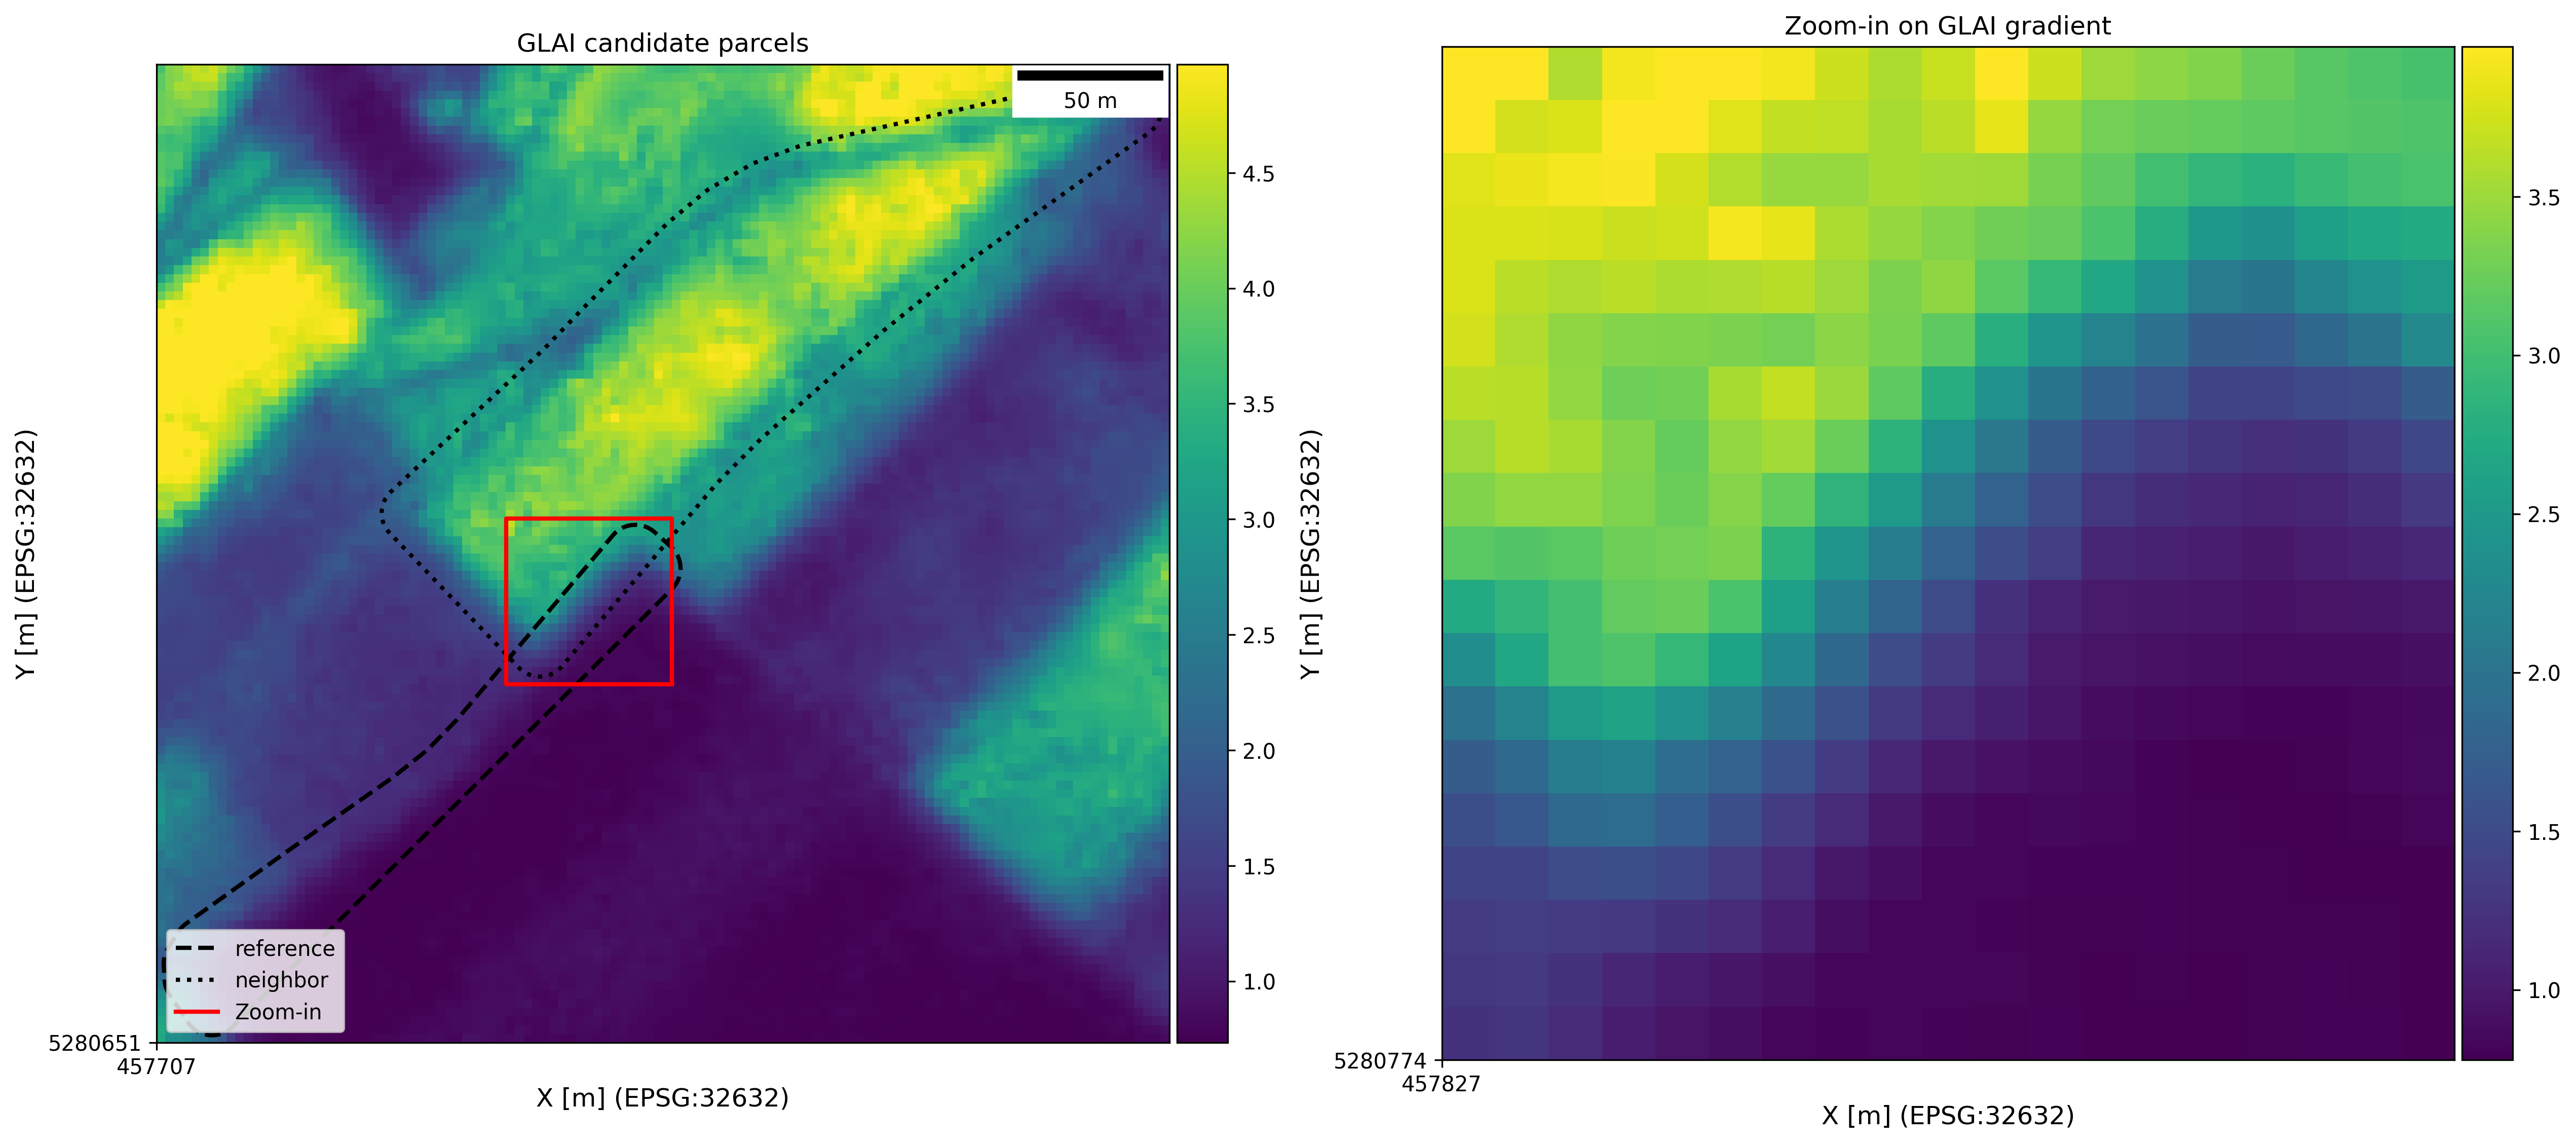 GLAI candidate parcels
50 m
4.5
4.0
3.5
3.0
2.5
2.0
1.5
1.0
Y [m] (EPSG:32632)
reference
neighbor
Zoom-in
5280651
457707
X [m] (EPSG:32632)
Zoom-in on GLAI gradient
3.5
3.0
2.5
2.0
1.5
1.0
Y [m] (EPSG:32632)
5280774
457827
X [m] (EPSG:32632)